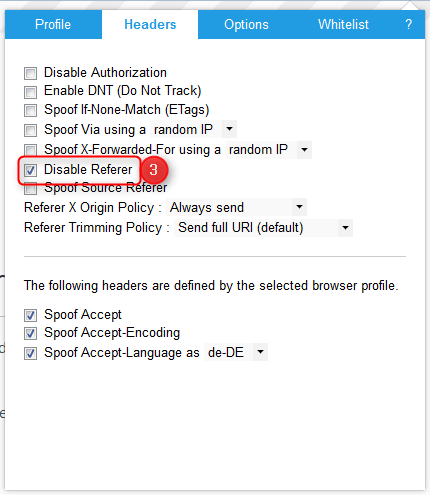 Profile Headers Options Whitelist ?
Disable Authorization
Enable DNT (Do Not Track)
Spoof If-None-Match (ETags)
Spoof Via using a random IP
Spoof X-Forwarded-For using a random IP
Disable Referer 3
Spoof Source Referer
Referer X Origin Policy : Always send
Referer Trimming Policy : Send full URI (default)
The following headers are defined by the selected browser profile.
Spoof Accept
Spoof Accept-Encoding
Spoof Accept-Language as de-DE